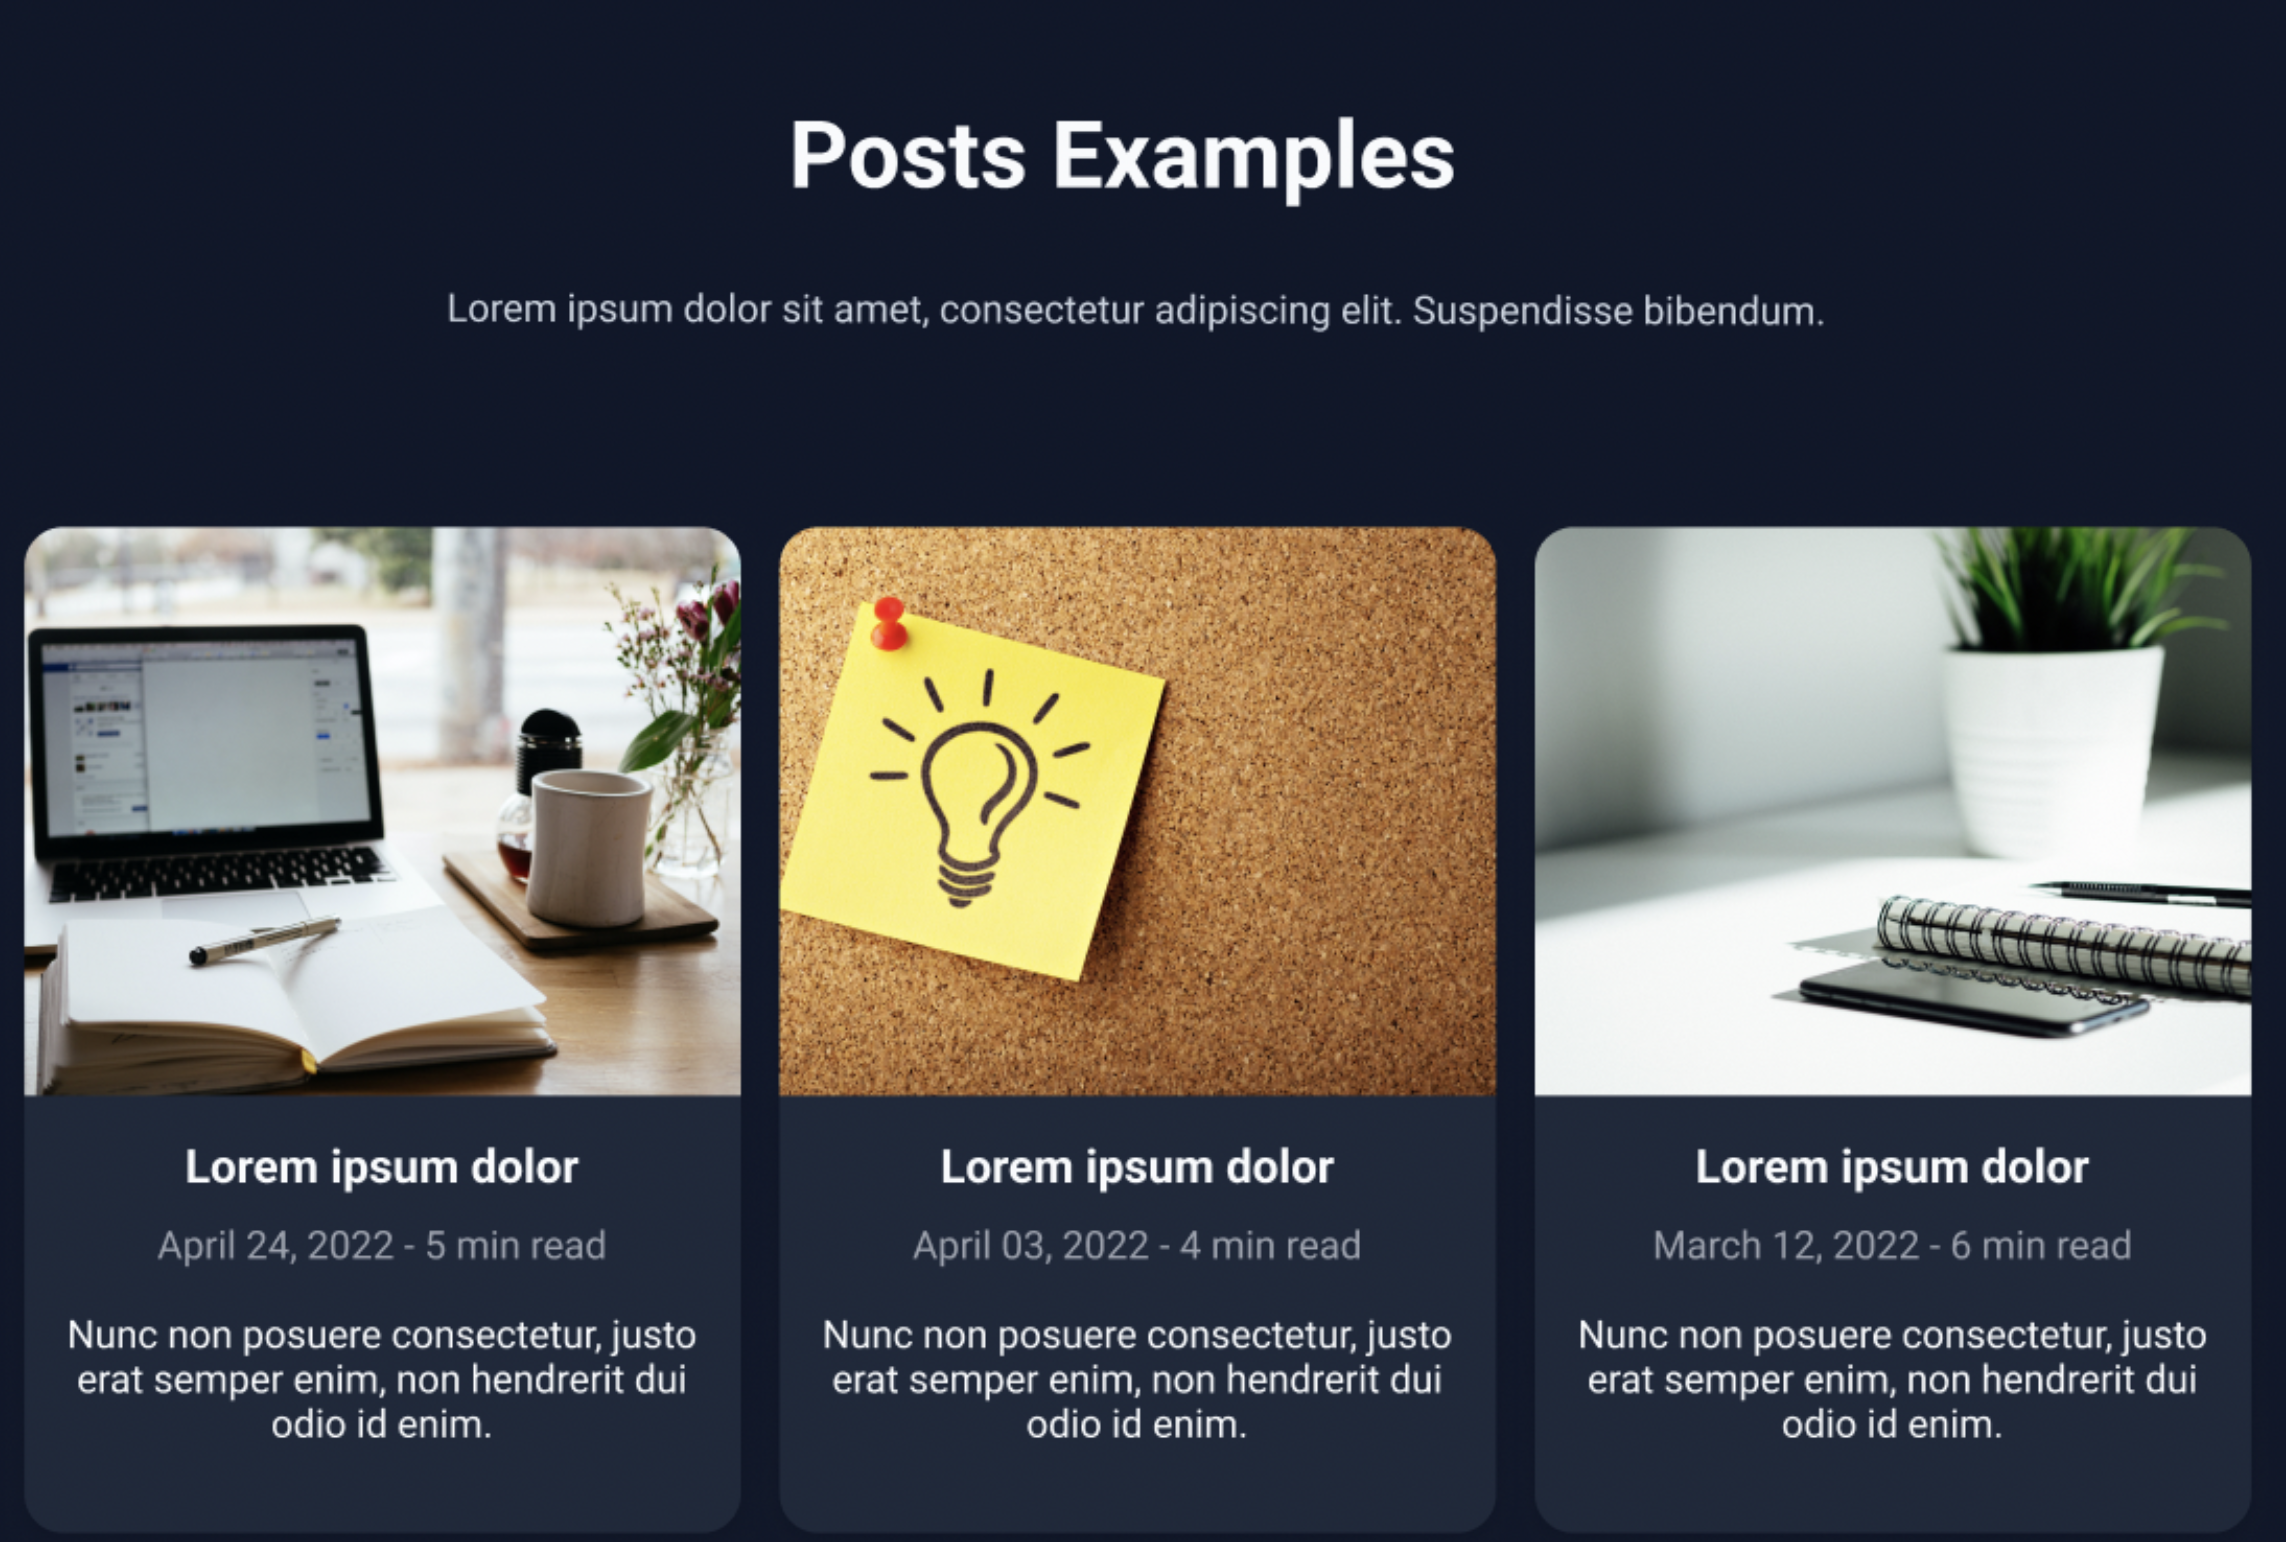 Posts Examples
Lorem ipsum dolor sit amet, consectetur adipiscing elit. Suspendisse bibendum.
Lorem ipsum dolor
April 24, 2022 - 5 min read
Nunc non posuere consectetur, justo
erat semper enim, non hendrerit dui
odio id enim.
Lorem ipsum dolor
April 03, 2022 - 4 min read
Nunc non posuere consectetur, justo
erat semper enim, non hendrerit dui
odio id enim.
Lorem ipsum dolor
March 12, 2022 - 6 min read
Nunc non posuere consectetur, justo
erat semper enim, non hendrerit dui
odio id enim.